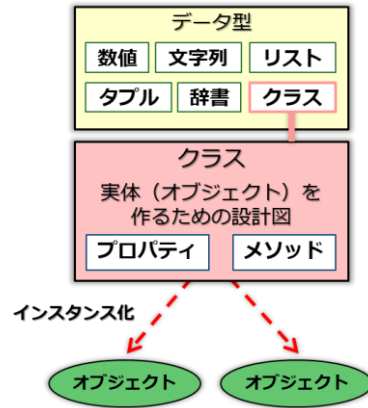 データ型
数値 文字列 リスト
タプル 辞書 クラス
クラス
実体（オブジェクト）を
作るための設計図
プロパティ メソッド
インスタンス化
オブジェクト オブジェクト